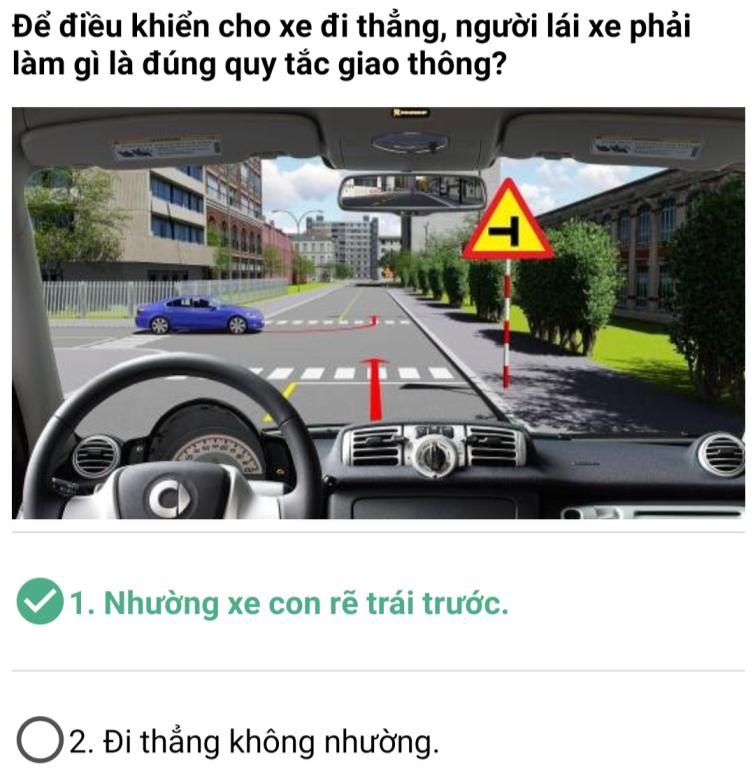 Để điều khiển cho xe đi thẳng, người lái xe phải
làm gì là đúng quy tắc giao thông?
1. Nhường xe con rẽ trái trước.
2. Đi thẳng không nhường.